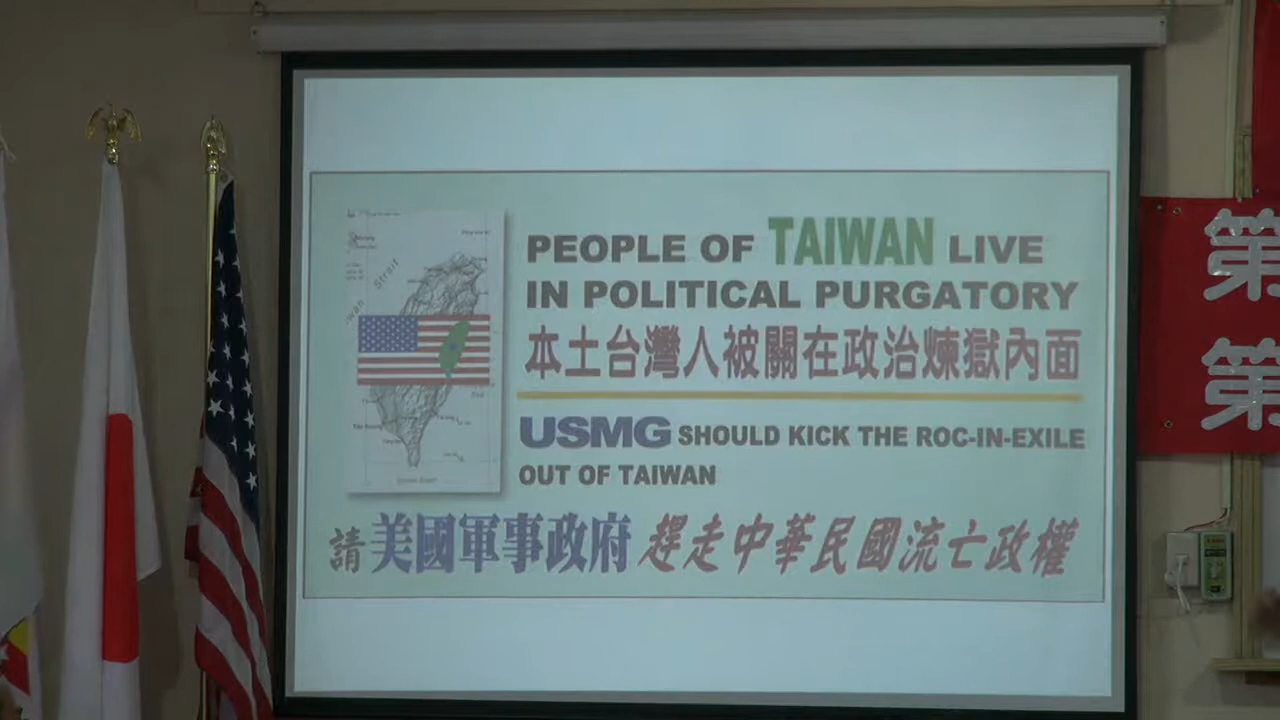 PEOPLE OF TAIWAN LIVE
IN POLITICAL PURGATORY
本土台灣人被關在政治煉獄內面
USMG SHOULD KICK THE ROC-IN-EXILE
OUT OF TAIWAN
請美國軍事政府趕走中華民國流亡政權
Strait
第
第